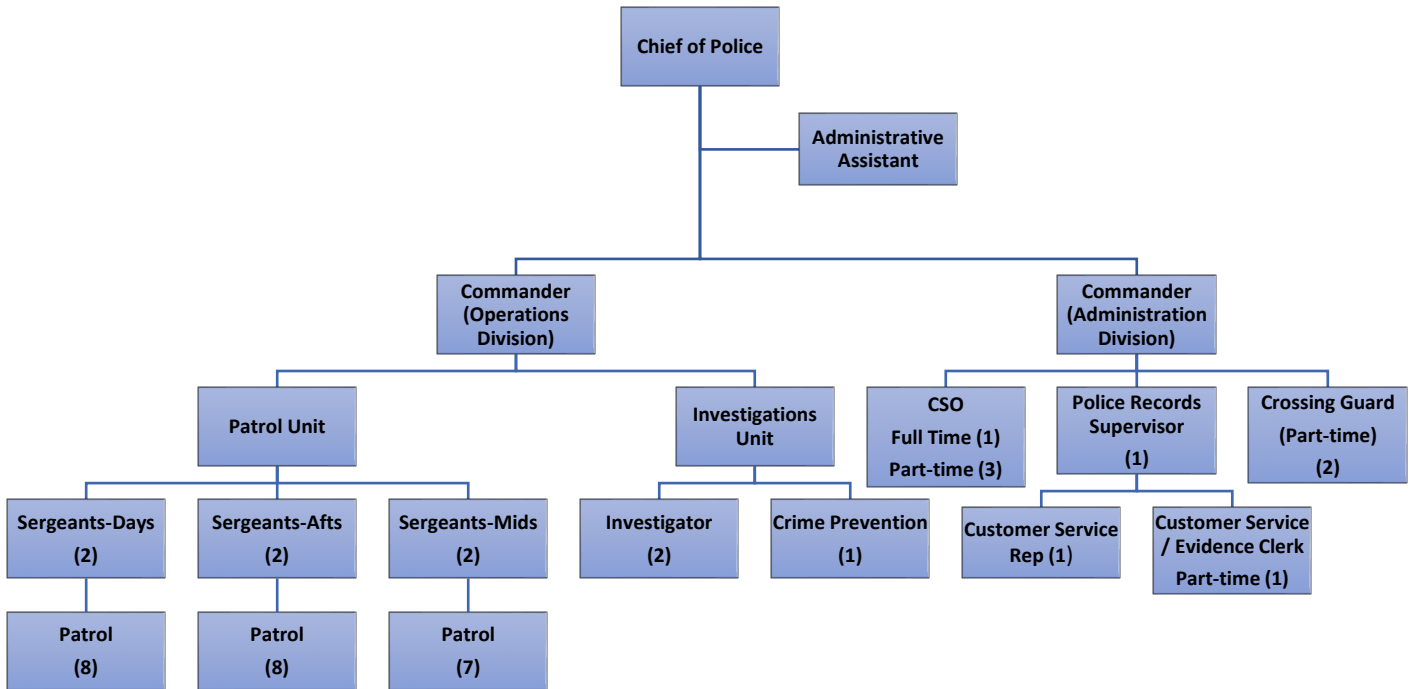 Chief of Police
Administrative
Assistant
Commander
(Operations
Division)
Commander
(Administration
Division)
Patrol Unit
Investigations
Unit
CSO
Full Time (1)
Part-time (3)
Police Records
Supervisor
(1)
Crossing Guard
(Part-time)
(2)
Sergeants-Days
(2)
Sergeants-Afts
(2)
Sergeants-Mids
(2)
Investigator
(2)
Crime Prevention
(1)
Customer Service
Rep (1)
Customer Service
/ Evidence Clerk
Part-time (1)
Patrol
(8)
Patrol
(8)
Patrol
(7)